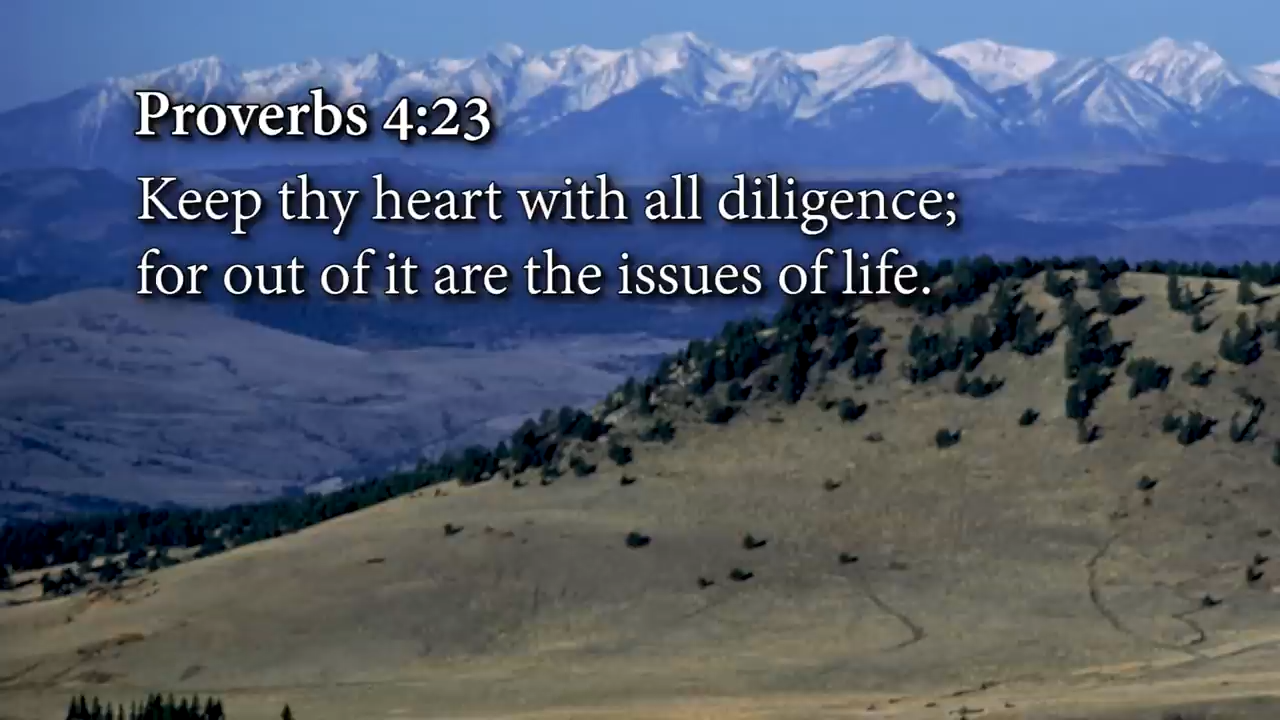 Proverbs 4:23
Keep thy heart with all diligence;
for out of it are the issues of life.